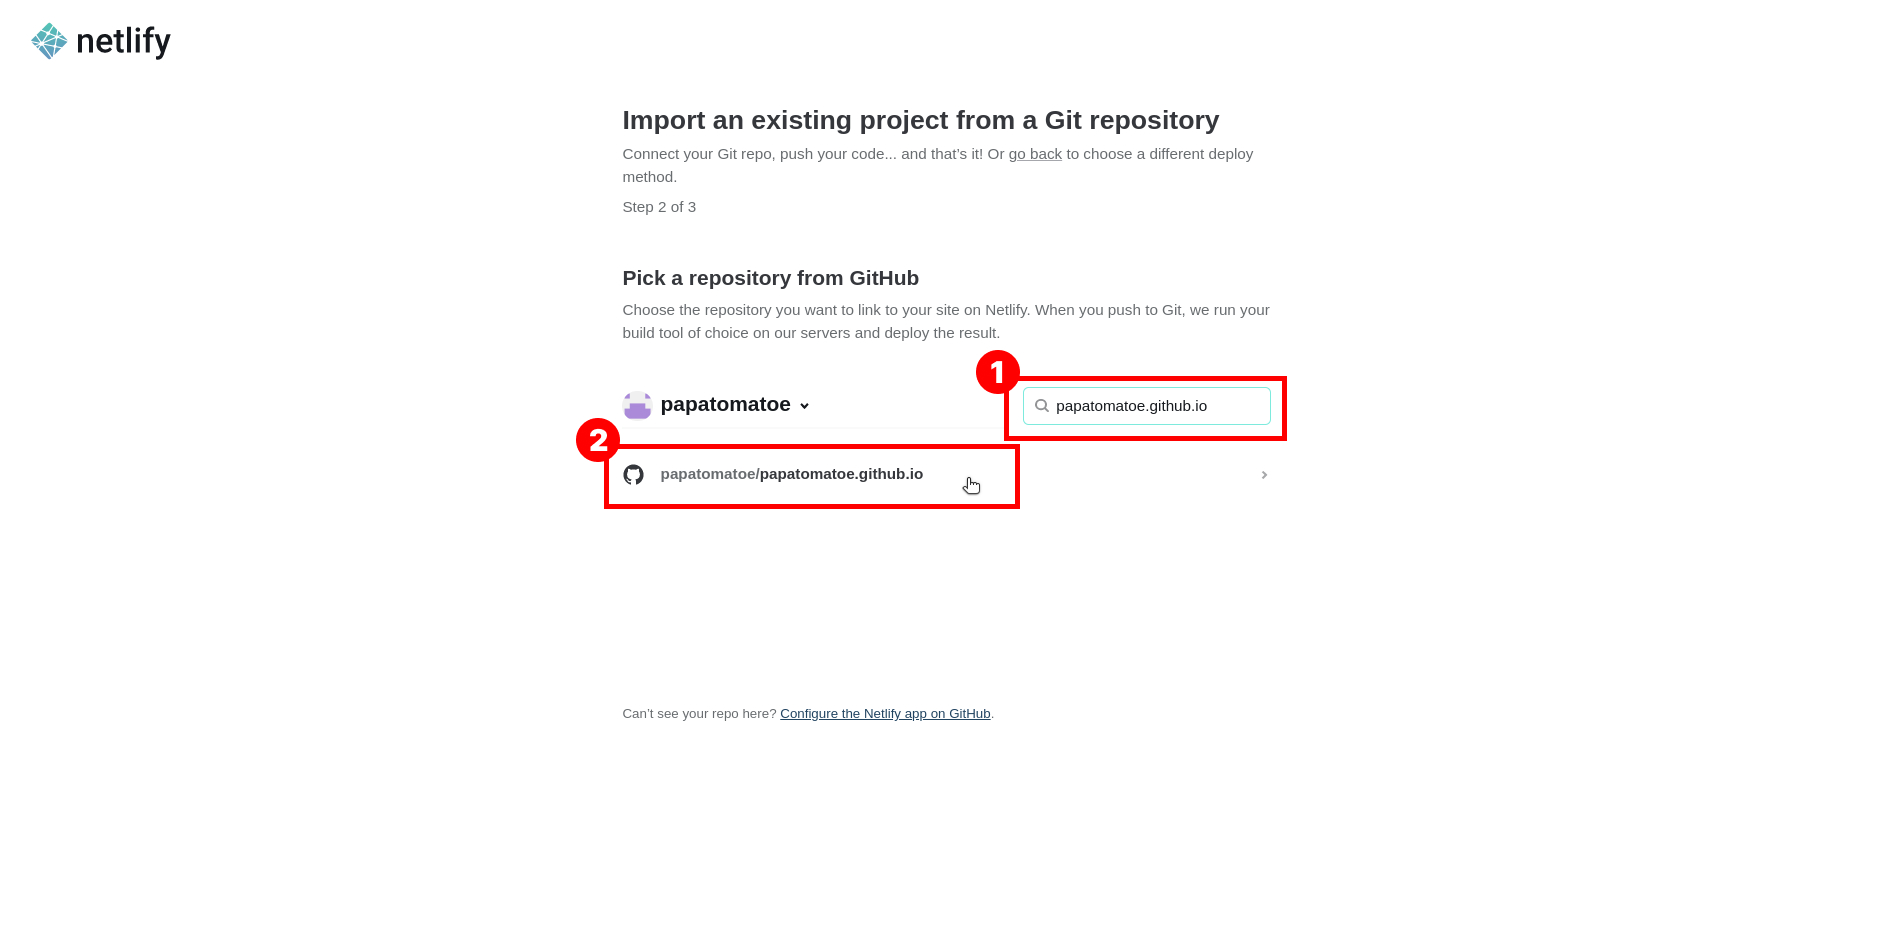 netlify
Import an existing project from a Git repository
Connect your Git repo, push your code... and that’s it! Or go back to choose a different deploy
method.
Step 2 of 3
Pick a repository from GitHub
Choose the repository you want to link to your site on Netlify. When you push to Git, we run your
build tool of choice on our servers and deploy the result.
1
papatomatoe
papatomatoe.github.io
2
papatomatoe/papatomatoe.github.io
Can’t see your repo here? Configure the Netlify app on GitHub.